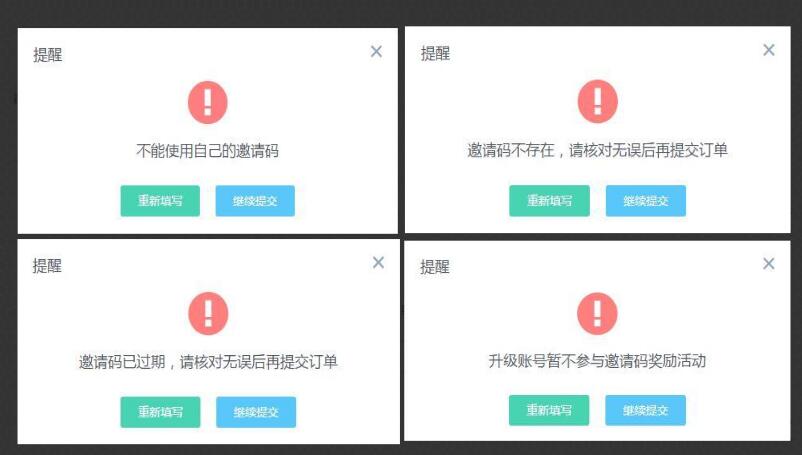 提醒
不能使用自己的邀请码
重新填写 继续提交
提醒
邀请码不存在，请核对无误后再提交订单
重新填写 继续提交
提醒
邀请码已过期，请核对无误后再提交订单
重新填写 继续提交
提醒
升级账号暂不参与邀请码奖励活动
重新填写 继续提交